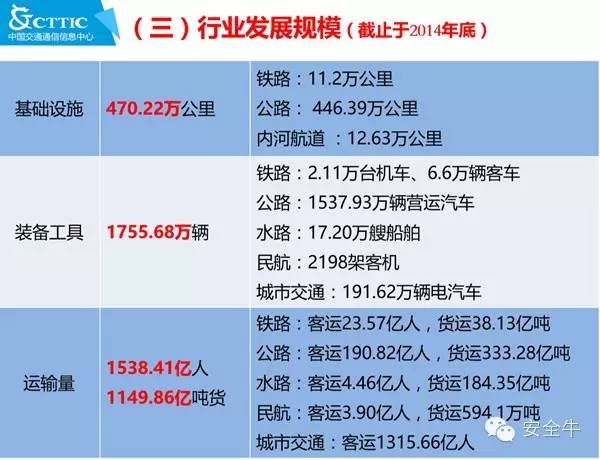 &CTTIC
中国交通通信信息中心
（三）行业发展规模（截止于2014年底）
基础设施
470.22万公里
铁路：11.2万公里
公路： 446.39万公里
内河航道 ：12.63万公里
装备工具
1755.68万辆
铁路：2.11万台机车、6.6万辆客车
公路：1537.93万辆营运汽车
水路：17.20万艘船舶
民航：2198架客机
城市交通：191.62万辆电汽车
运输量
1538.41亿人
1149.86亿吨货
铁路：客运23.57亿人，货运38.13亿吨
公路：客运190.82亿人，货运333.28亿吨
水路：客运4.46亿人，货运184.35亿吨
民航：客运3.90亿人，货运594.1万吨
城市交通：客运1315.66亿人
安全牛